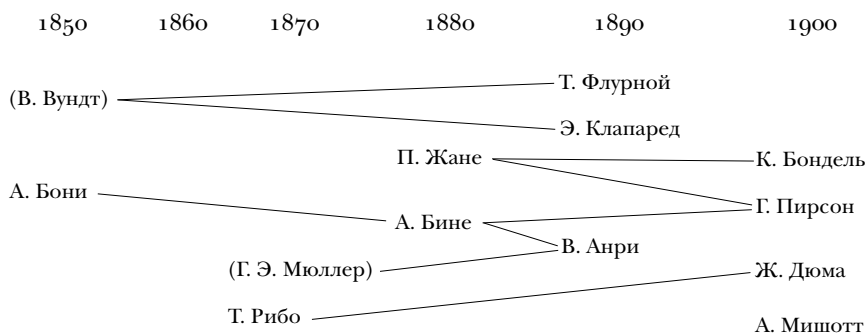 1850 1860 1870 1880 1890 1900
Т. Флурной
(В. Вундт)
Э. Клапаред
П. Жане К. Бондель
А. Бони Г. Пирсон
А. Бине
В. Анри
(Г. Э. Мюллер) Ж. Дюма
Т. Рибо А. Мишотт